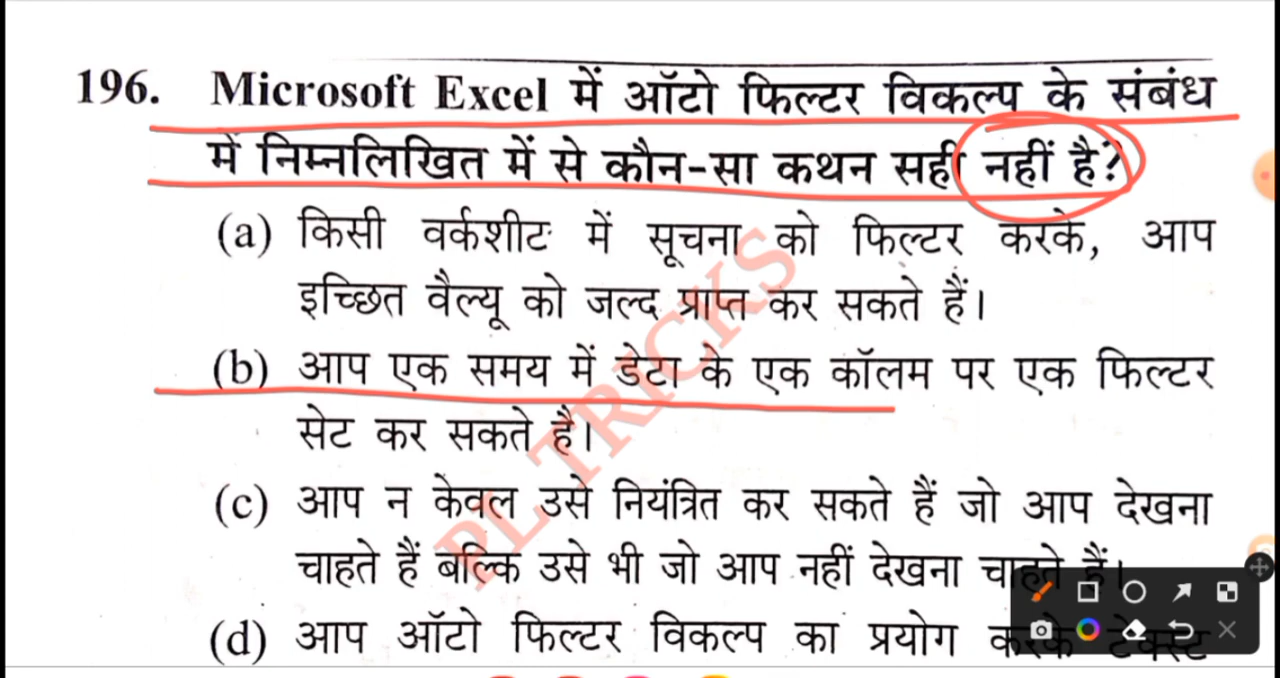 196. Microsoft Excel में ऑटो फिल्टर विकल्प के संबंध
में निम्नलिखित में से कौन-सा कथन सही नहीं है?
(a) किसी वर्कशीट में सूचना को फिल्टर करके, आप
इच्छित वैल्यू को जल्द प्राप्त कर सकते हैं।
(b) आप एक समय में डेटा के एक कॉलम पर एक फिल्टर
सेट कर सकते है।
(c) आप न केवल उसे नियंत्रित कर सकते हैं जो आप देखना
चाहते हैं बल्कि उसे भी जो आप नहीं देखना चाहते हैं।
(d) आप ऑटो फिल्टर विकल्प का प्रयोग करके टेक्स्ट
PL TRICKS